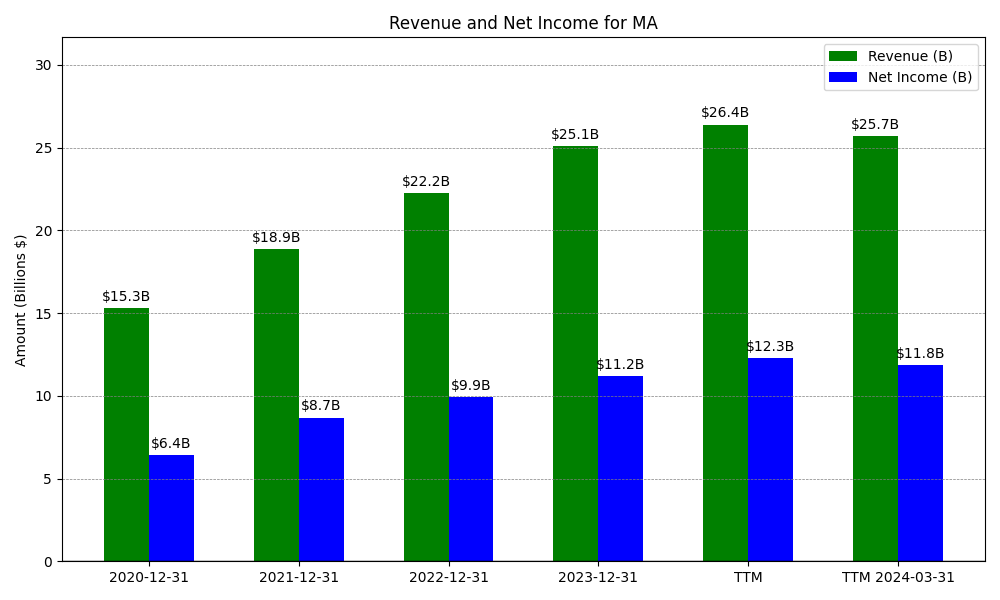 Revenue and Net Income for MA
Revenue (B)
Net Income (B)
Amount (Billions $)
30
25
20
15
10
5
0
$15.3B
$6.4B
$18.9B
$8.7B
$22.2B
$9.9B
$25.1B
$11.2B
$26.4B
$12.3B
$25.7B
$11.8B
2020-12-31
2021-12-31
2022-12-31
2023-12-31
TTM
TTM 2024-03-31